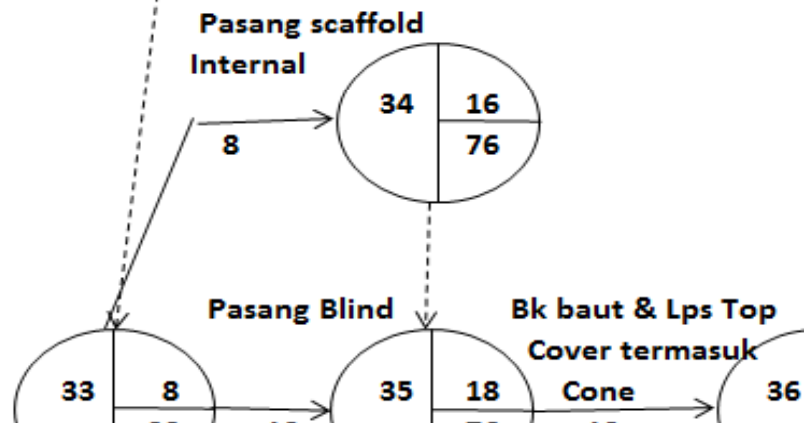 Pasang scaffold
Internal
34 16
8 76
Pasang Blind
Bk baut & Lps Top
Cover termasuk
33 8 35 18 Cone 36